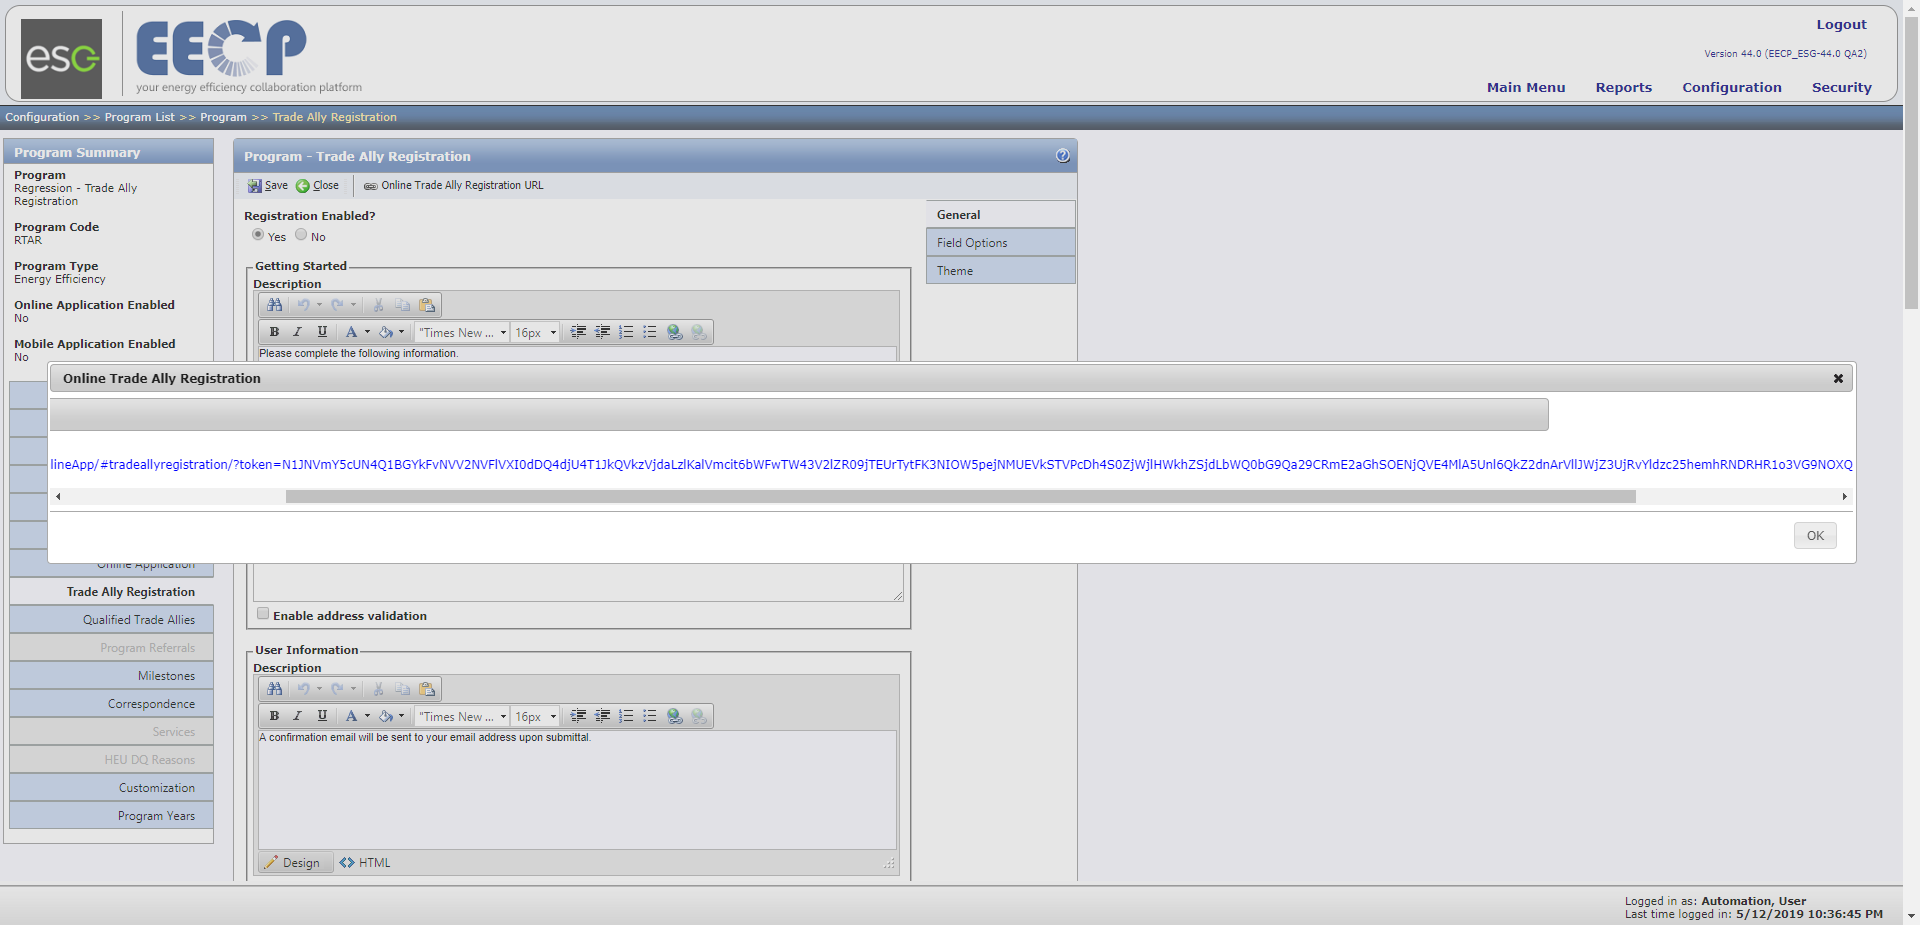 esg
EECP
your energy efficiency collaboration platform
Logout
Version 44.0 (EECP_ESG-44.0 QA2)
Main Menu Reports Configuration Security
Configuration >> Program List >> Program >> Trade Ally Registration
Program Summary
Program
Regression - Trade Ally
Registration
Program Code
RTAR
Program Type
Energy Efficiency
Online Application Enabled
No
Mobile Application Enabled
No
Program - Trade Ally Registration
Save Close Online Trade Ally Registration URL
Registration Enabled?
Yes No
General
Field Options
Theme
Getting Started
Description
B I U A "Times New ... 16px
Please complete the following information.
Online Trade Ally Registration
OK
Online Application
Trade Ally Registration
Qualified Trade Allies
Program Referrals
Milestones
Correspondence
Services
HEU DQ Reasons
Customization
Program Years
Enable address validation
User Information
Description
B I U A "Times New ... 16px
A confirmation email will be sent to your email address upon submittal.
Design HTML
Logged in as: Automation, User
Last time logged in: 5/12/2019 10:36:45 PM